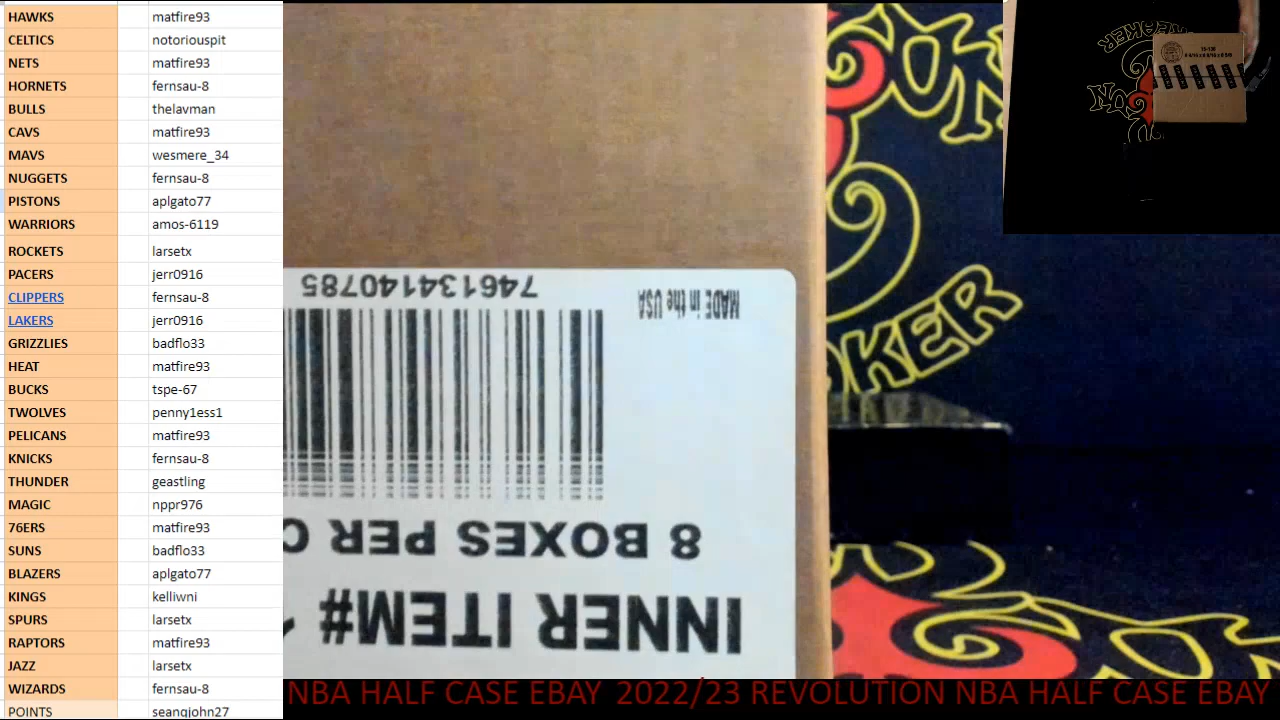 HAWKS matfire93
CELTICS notoriouspit
NETS matfire93
HORNETS fernsau-8
BULLS thelavman
CAVS matfire93
MAVS wesmere_34
NUGGETS fernsau-8
PISTONS aplgato77
WARRIORS amos-6119
ROCKETS larsetx
PACERS jerr0916
CLIPPERS fernsau-8
LAKERS jerr0916
GRIZZLIES badflo33
HEAT matfire93
BUCKS tspe-67
TWOLVES penny1ess1
PELICANS matfire93
KNICKS fernsau-8
THUNDER geastling
MAGIC nppr976
76ERS matfire93
SUNS badflo33
BLAZERS aplgato77
KINGS kelliwni
SPURS larsetx
RAPTORS matfire93
JAZZ larsetx
WIZARDS fernsau-8
POINTS seanqjohn27
INNER ITEM#
8 BOXES PER
746134140785
MADE in the USA
NBA HALF CASE EBAY 2022/23 REVOLUTION NBA HALF CASE EBAY